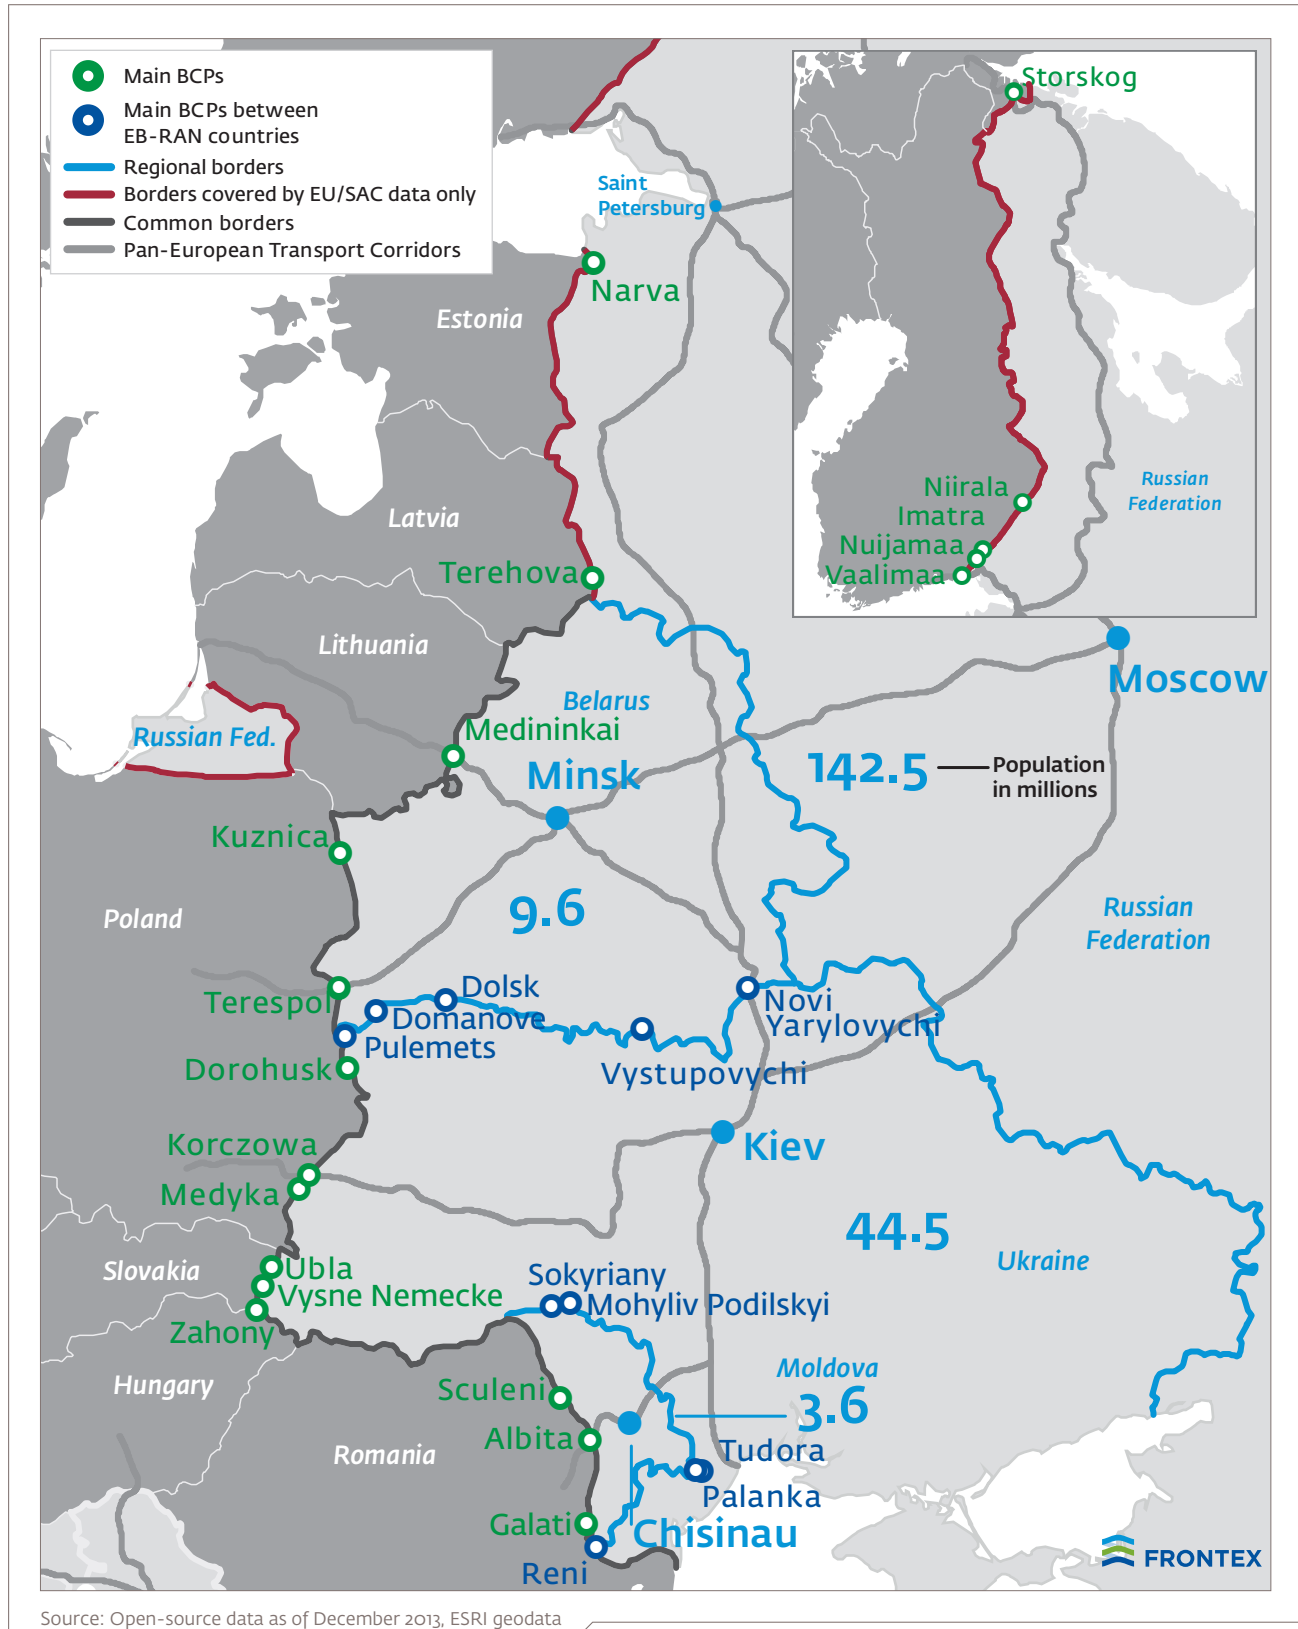 Main BCPs
Main BCPs between
EB-RAN countries
Regional borders
Borders covered by EU/SAC data only
Common borders
Pan-European Transport Corridors
Storskog
Saint
Petersburg
Narva
Estonia
Niirala
Imatra
Nuijamaa
Vaalimaa
Russian
Federation
Latvia
Terehova
Lithuania
Moscow
Belarus
Russian Fed.
Medininkai
Minsk
142.5
Population
in millions
Kuznica
9.6
Poland
Russian
Federation
Terespol
Dolsk
Domanove
Pulemets
Novi
Yarylovychi
Dorohusk
Vystupovychi
Korczowa
Kiev
Medyka
44.5
Ukraine
Slovakia
Ubla
Vysne Nemecke
Zahony
Sokyriany
Mohyliv Podilskyi
Hungary
Moldova
3.6
Sculeni
Albita
Romania
Tudora
Palanka
Galati
Chisinau
Reni
FRONTEX
Source: Open-source data as of December 2013, ESRI geodata